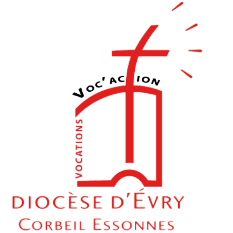 VOC'ACTION
VOCATIONS
DIOCÈSE D'ÉVRY
CORBEIL ESSONNES